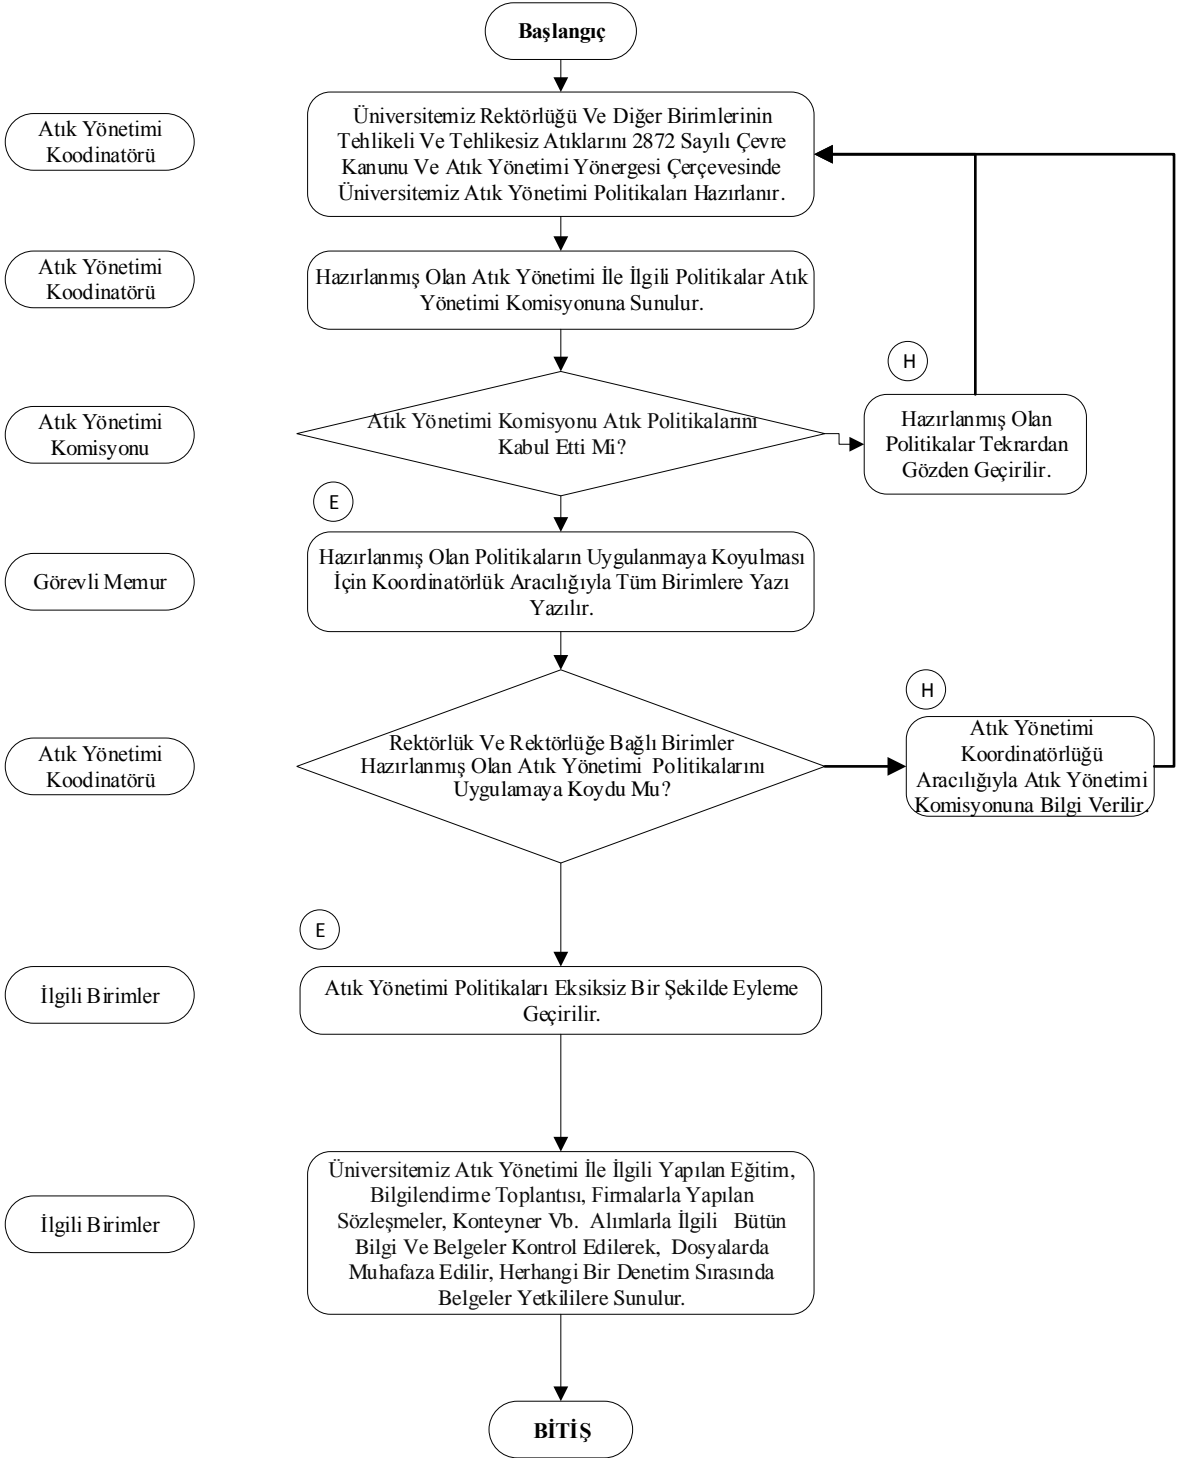 Başlangıç
Atık Yönetimi
Koodinatörü
Üniversitemiz Rektörlüğü Ve Diğer Birimlerinin
Tehlikeli Ve Tehlikesiz Atıklarını 2872 Sayılı Çevre
Kanunu Ve Atık Yönetimi Yönergesi Çerçevesinde
Üniversitemiz Atık Yönetimi Politikaları Hazırlanır.
Atık Yönetimi
Koodinatörü
Hazırlanmış Olan Atık Yönetimi İle İlgili Politikalar Atık
Yönetimi Komisyonuna Sunulur.
H
Atık Yönetimi
Komisyonu
Atık Yönetimi Komisyonu Atık Politikalarını
Kabul Etti Mi?
Hazırlanmış Olan
Politikalar Tekrardan
Gözden Geçirilir.
E
Görevli Memur
Hazırlanmış Olan Politikaların Uygulanmaya Koyulması
İçin Koordinatörlük Aracılığıyla Tüm Birimlere Yazı
Yazılır.
H
Atık Yönetimi
Koodinatörü
Rektörlük Ve Rektörlüğe Bağlı Birimler
Hazırlanmış Olan Atık Yönetimi Politikalarını
Uygulamaya Koydu Mu?
Atık Yönetimi
Koordinatörlüğü
Aracılığıyla Atık Yönetimi
Komisyonuna Bilgi Verilir.
E
İlgili Birimler
Atık Yönetimi Politikaları Eksiksiz Bir Şekilde Eyleme
Geçirilir.
İlgili Birimler
Üniversitemiz Atık Yönetimi İle İlgili Yapılan Eğitim,
Bilgilendirme Toplantısı, Firmalarla Yapılan
Sözleşmeler, Konteyner Vb. Alımlarla İlgili Bütün
Bilgi Ve Belgeler Kontrol Edilerek, Dosyalarda
Muhafaza Edilir, Herhangi Bir Denetim Sırasında
Belgeler Yetkililere Sunulur.
BİTİŞ